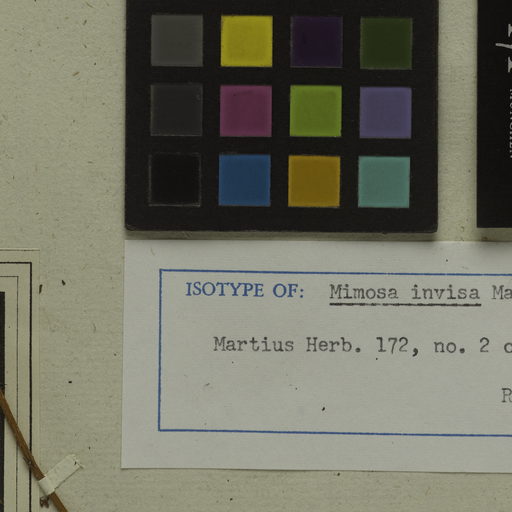 ISOTYPE OF: Mimosa invisa Ma
Martius Herb. 172, no. 2 o
R